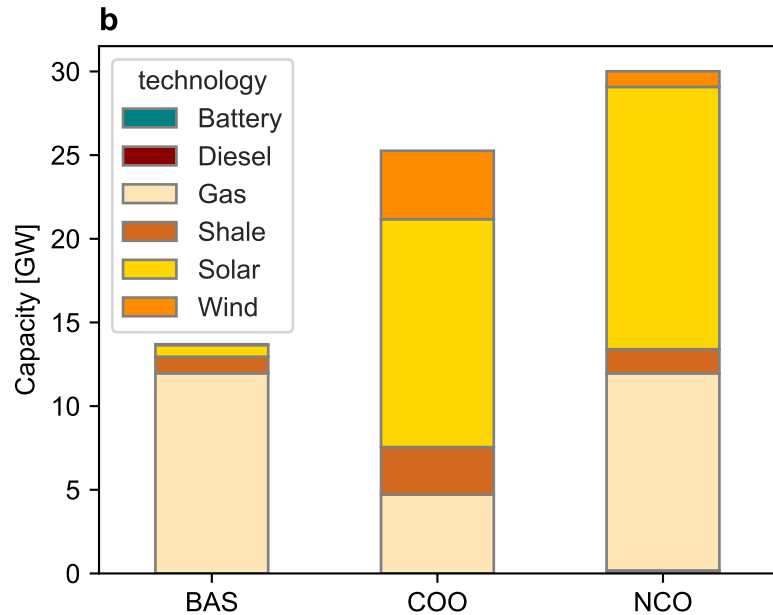 b
technology
Battery
Diesel
Gas
Shale
Solar
Wind
Capacity [GW]
30
25
20
15
10
5
0
BAS COO NCO